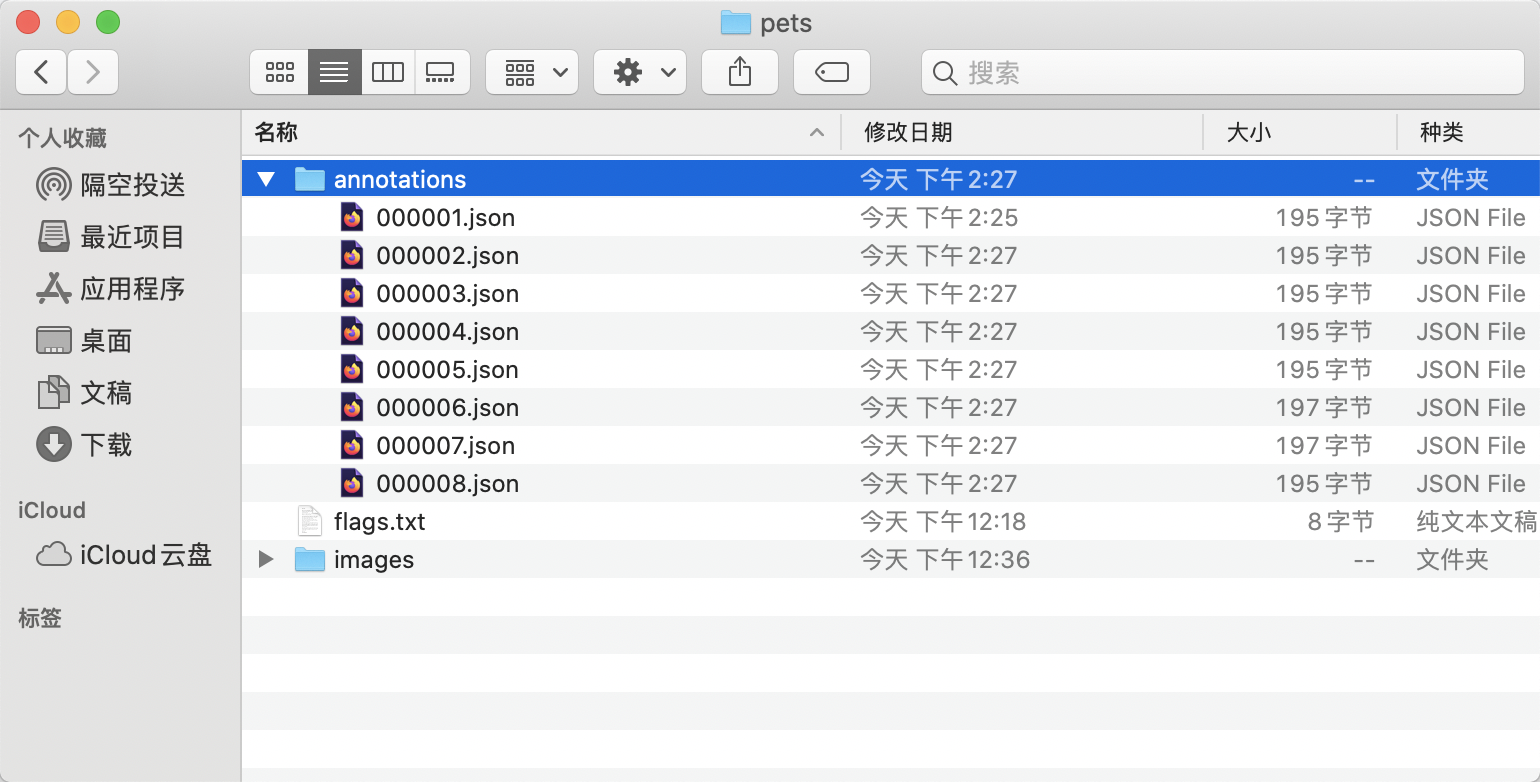 pets
搜索
个人收藏
隔空投送
最近项目
应用程序
桌面
文稿
下载
iCloud
iCloud 云盘
标签
名称 修改日期 大小 种类
annotations 今天 下午 2:27 -- 文件夹
000001.json 今天 下午 2:25 195 字节 JSON File
000002.json 今天 下午 2:27 195 字节 JSON File
000003.json 今天 下午 2:27 195 字节 JSON File
000004.json 今天 下午 2:27 195 字节 JSON File
000005.json 今天 下午 2:27 195 字节 JSON File
000006.json 今天 下午 2:27 197 字节 JSON File
000007.json 今天 下午 2:27 197 字节 JSON File
000008.json 今天 下午 2:27 195 字节 JSON File
flags.txt 今天 下午 12:18 8 字节 纯文本文稿
images 今天 下午 12:36 -- 文件夹